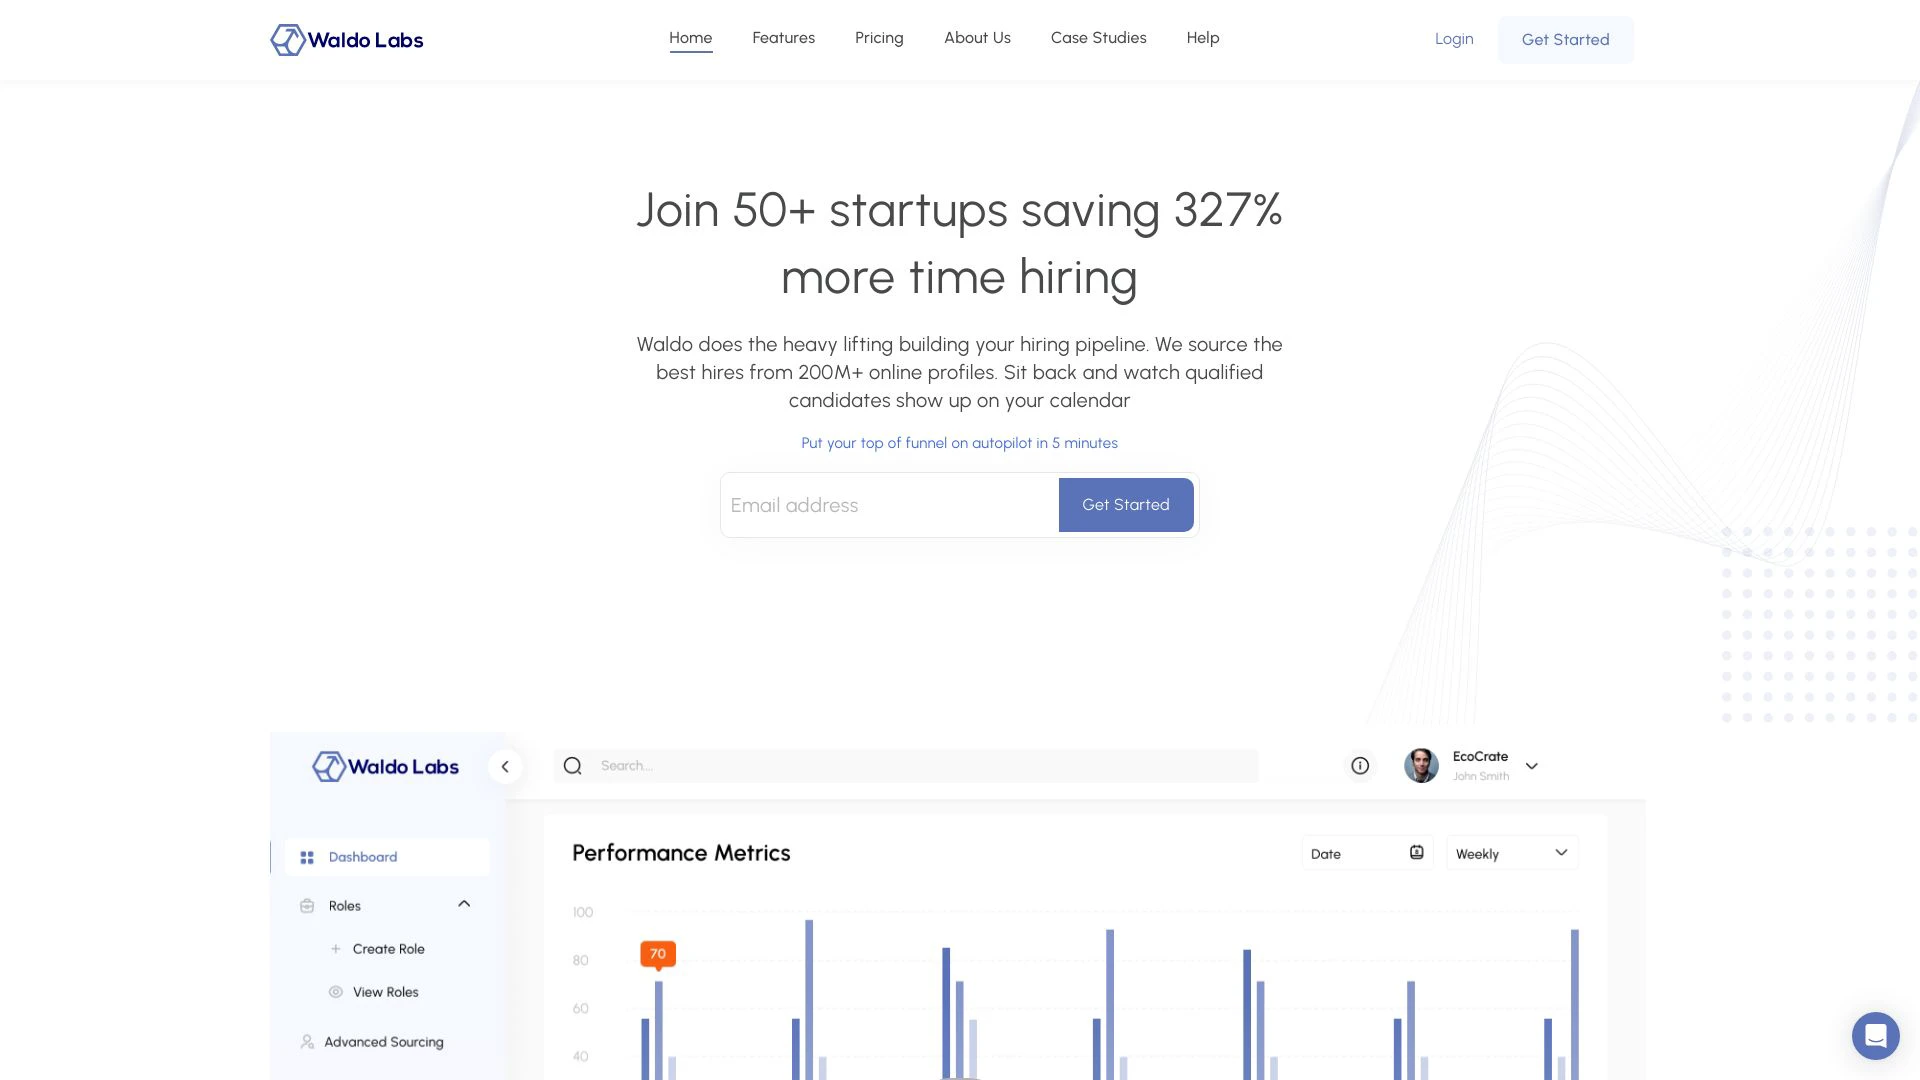 Waldo Labs
Home
Features
Pricing
About Us
Case Studies
Help
Login
Get Started
Join 50+ startups saving 327%
more time hiring
Waldo does the heavy lifting building your hiring pipeline. We source the
best hires from 200M+ online profiles. Sit back and watch qualified
candidates show up on your calendar
Put your top of funnel on autopilot in 5 minutes
Email address
Get Started
Waldo Labs
Search....
EcoCrate
John Smith
Dashboard
Roles
Create Role
View Roles
Advanced Sourcing
Performance Metrics
Date
Weekly
100
80
60
40
70